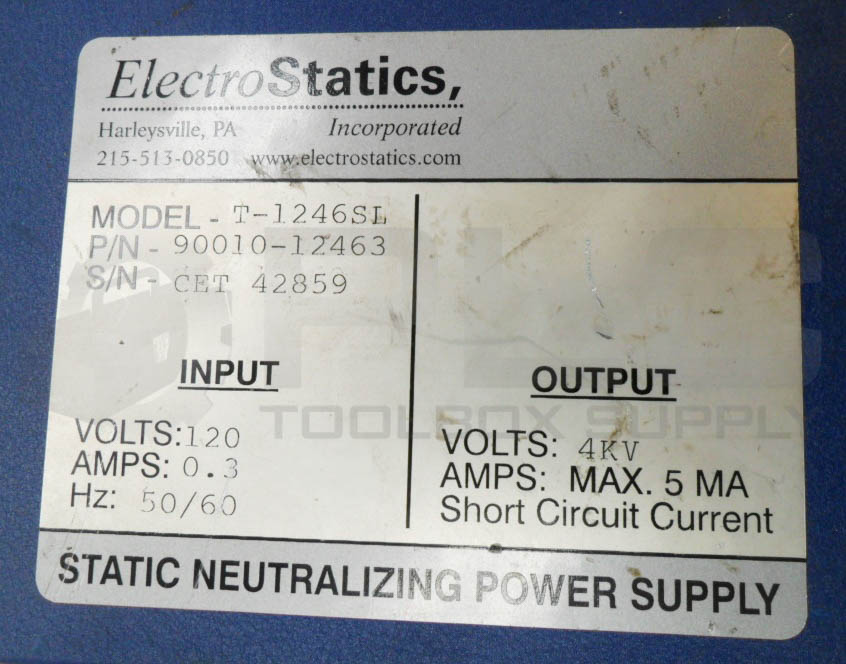 ElectroStatics,
Harleysville, PA Incorporated
215-513-0850 www.electrostatics.com
MODEL - T-1246SL
P/N - 90010-12463
S/N - CET 42859
INPUT
VOLTS: 120
AMPS: 0.3
Hz: 50/60
OUTPUT
VOLTS: 4KV
AMPS: MAX. 5 MA
Short Circuit Current
STATIC NEUTRALIZING POWER SUPPLY
PLC
TOOLBOX SUPPLY